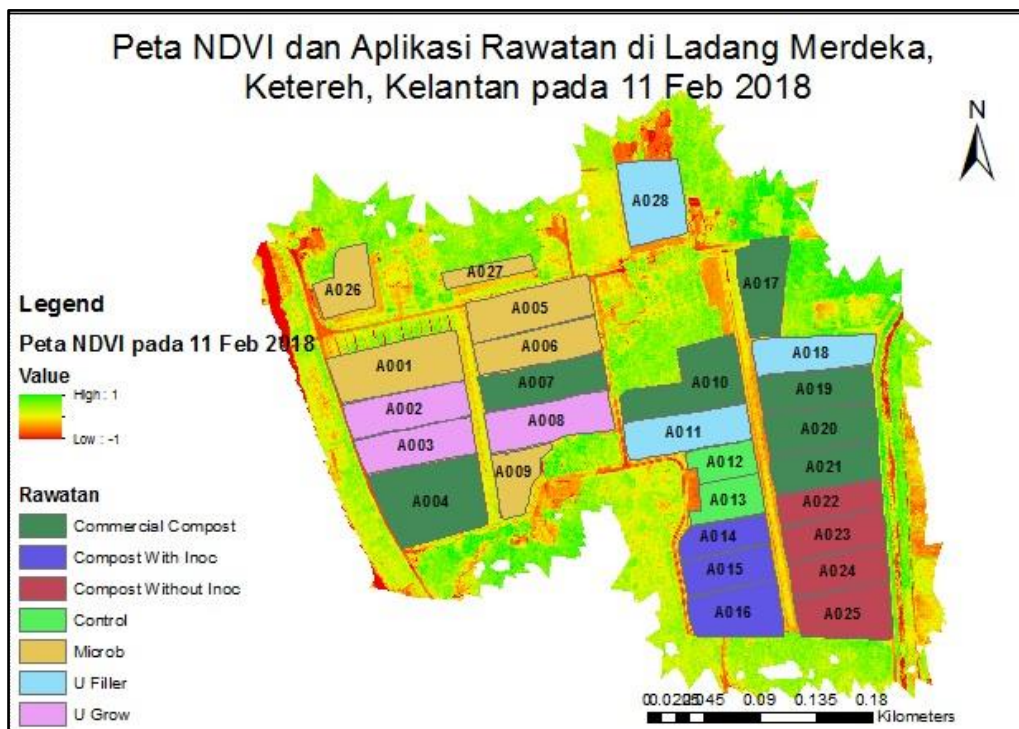 Peta NDVI dan Aplikasi Rawatan di Ladang Merdeka,
Ketereh, Kelantan pada 11 Feb 2018
N
A028
A017
A026
A027
A005
A006
A001
A007
A002
A008
A003
A009
A004
A010
A018
A011
A019
A012
A020
A013
A021
A014
A022
A015
A023
A016
A024
A025
Legend
Peta NDVI pada 11 Feb 2018
Value
High : 1
Low : -1
Rawatan
Commercial Compost
Compost With Inoc
Compost Without Inoc
Control
Microb
U Filler
U Grow
0.09 0.135 0.18
Kilometers